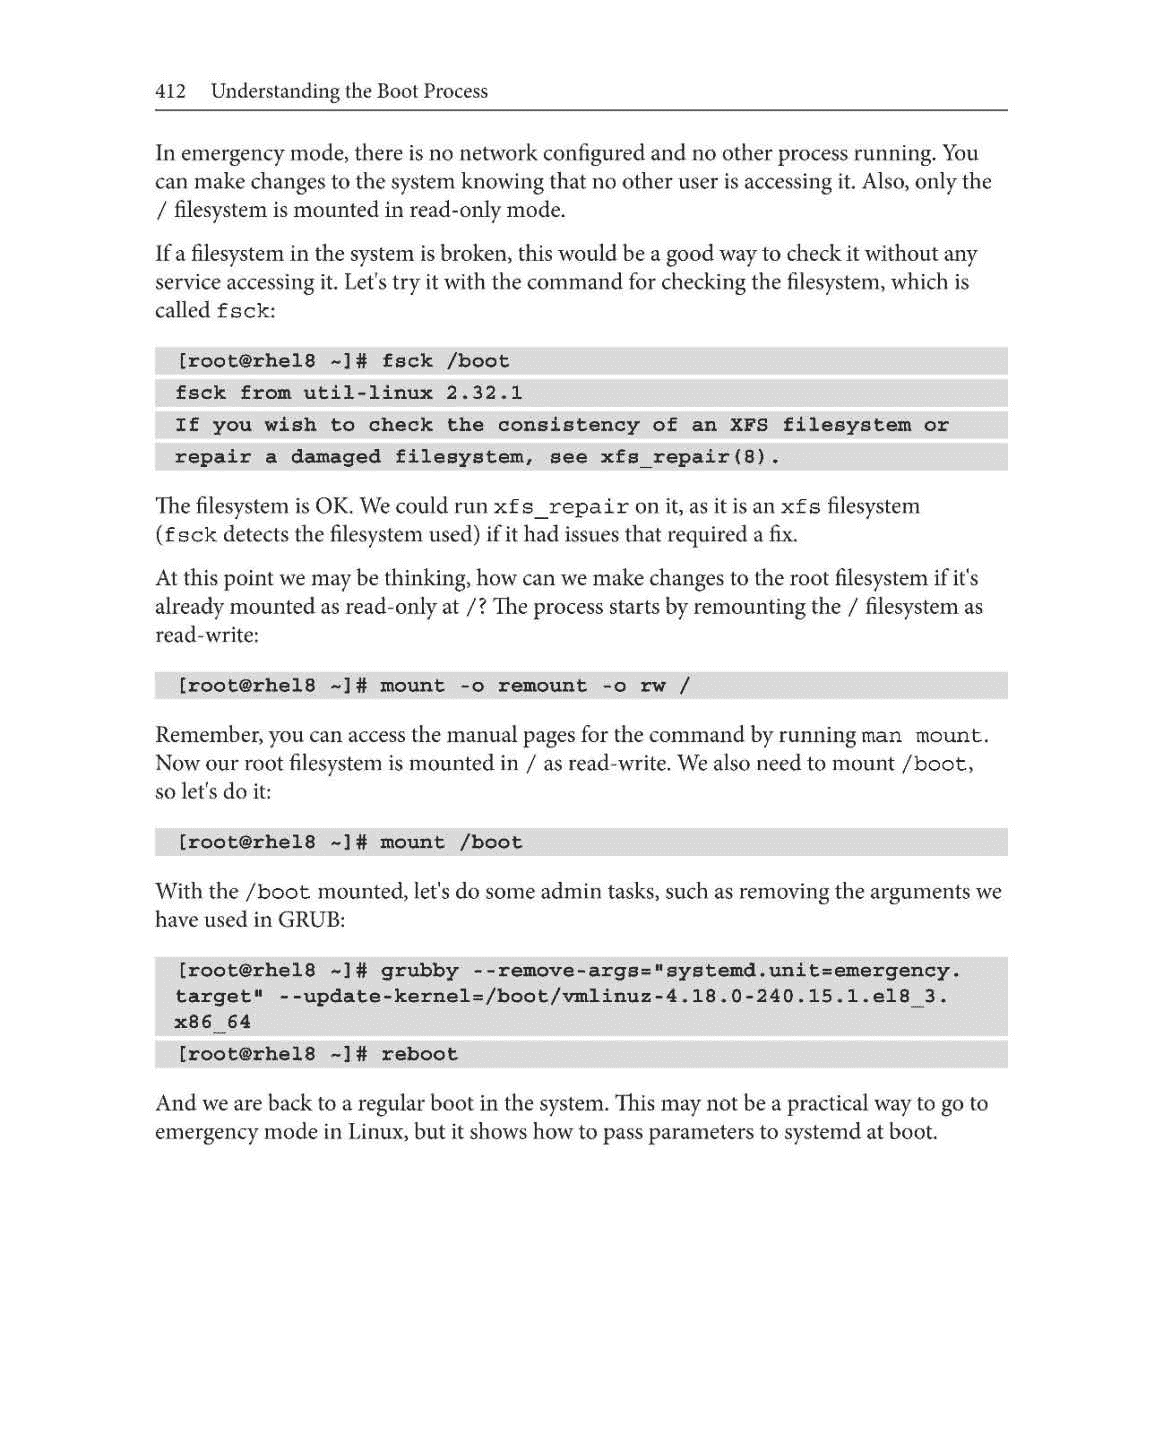 412 Understanding the Boot Process
In emergency mode, there is no network configured and no other process running. You
can make changes to the system knowing that no other user is accessing it. Also, only the
/ filesystem is mounted in read-only mode.
If a filesystem in the system is broken, this would be a good way to check it without any
service accessing it. Let's try it with the command for checking the filesystem, which is
called fsck:
[root@rhel8 ~]# fsck /boot
fsck from util-linux 2.32.1
If you wish to check the consistency of an XFS filesystem or
repair a damaged filesystem, see xfs_repair(8).
The filesystem is OK. We could run xfs_repair on it, as it is an xfs filesystem
(fsck detects the filesystem used) if it had issues that required a fix.
At this point we may be thinking, how can we make changes to the root filesystem if it's
already mounted as read-only at /? The process starts by remounting the / filesystem as
read-write:
[root@rhel8 ~]# mount -o remount -o rw /
Remember, you can access the manual pages for the command by running man mount.
Now our root filesystem is mounted in / as read-write. We also need to mount /boot,
so let's do it:
[root@rhel8 ~]# mount /boot
With the /boot mounted, let's do some admin tasks, such as removing the arguments we
have used in GRUB:
[root@rhel8 ~]# grubby --remove-args="systemd.unit=emergency.
target" --update-kernel=/boot/vmlinuz-4.18.0-240.15.1.el8_3.
x86_64
[root@rhel8 ~]# reboot
And we are back to a regular boot in the system. This may not be a practical way to go to
emergency mode in Linux, but it shows how to pass parameters to systemd at boot.